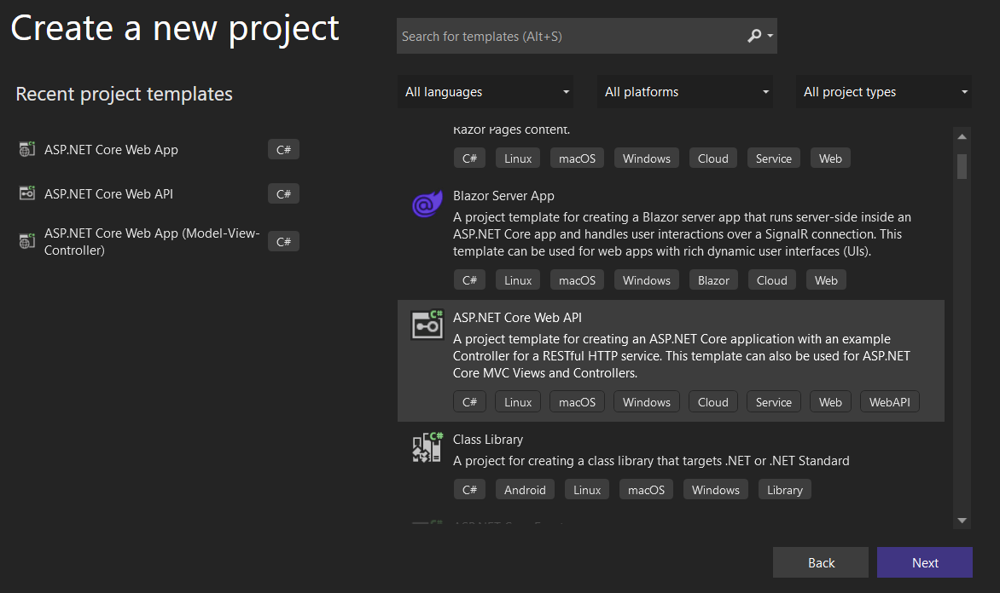 Create a new project
Search for templates (Alt+S)
Recent project templates
All languages
All platforms
All project types
ASP.NET Core Web App
C#
ASP.NET Core Web API
C#
ASP.NET Core Web App (Model-View-
Controller)
C#
Razor Pages content.
C# Linux macOS Windows Cloud Service Web
Blazor Server App
A project template for creating a Blazor server app that runs server-side inside an
ASP.NET Core app and handles user interactions over a SignalR connection. This
template can be used for web apps with rich dynamic user interfaces (UIs).
C# Linux macOS Windows Blazor Cloud Web
C#
ASP.NET Core Web API
A project template for creating an ASP.NET Core application with an example
Controller for a RESTful HTTP service. This template can also be used for ASP.NET
Core MVC Views and Controllers.
C# Linux macOS Windows Cloud Service Web WebAPI
C#
Class Library
A project for creating a class library that targets .NET or .NET Standard
C# Android Linux macOS Windows Library
ASP.NET Core
Back
Next